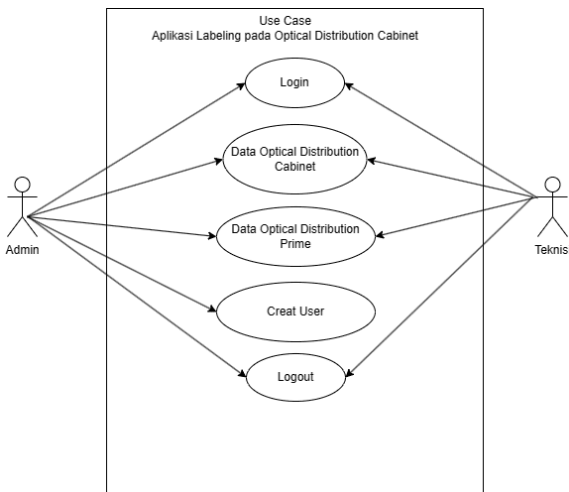 Use Case
Aplikasi Labeling pada Optical Distribution Cabinet
Login
Data Optical Distribution
Cabinet
Admin
Teknis
Data Optical Distribution
Prime
Creat User
Logout